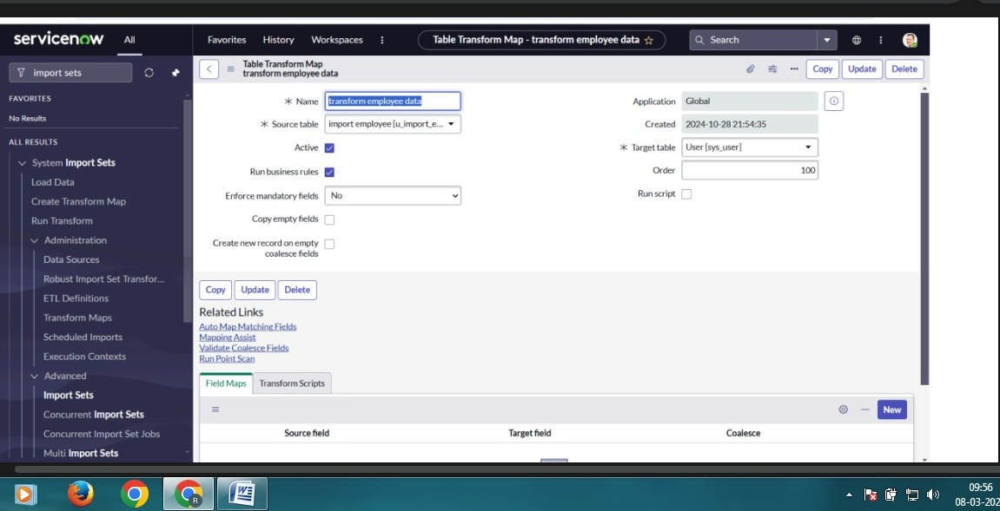 servicenow All Favorites History Workspaces Table Transform Map - transform employee data Search
import sets
FAVORITES
No Results
ALL RESULTS
System Import Sets
Load Data
Create Transform Map
Run Transform
Administration
Data Sources
Robust Import Set Transfor...
ETL Definitions
Transform Maps
Scheduled Imports
Execution Contexts
Advanced
Import Sets
Concurrent Import Sets
Concurrent Import Set Jobs
Multi Import Sets
Table Transform Map
transform employee data
Copy Update Delete
Name transform employee data
Source table import employee [u_import_e...
Active
Run business rules
Enforce mandatory fields No
Copy empty fields
Create new record on empty
coalesce fields
Application Global
Created 2024-10-28 21:54:35
Target table User [sys_user]
Order 100
Run script
Copy Update Delete
Related Links
Auto Map Matching Fields
Mapping Assist
Validate Coalesce Fields
Run Point Scan
Field Maps Transform Scripts
New
Source field Target field Coalesce
R W
09:56
08-03-202